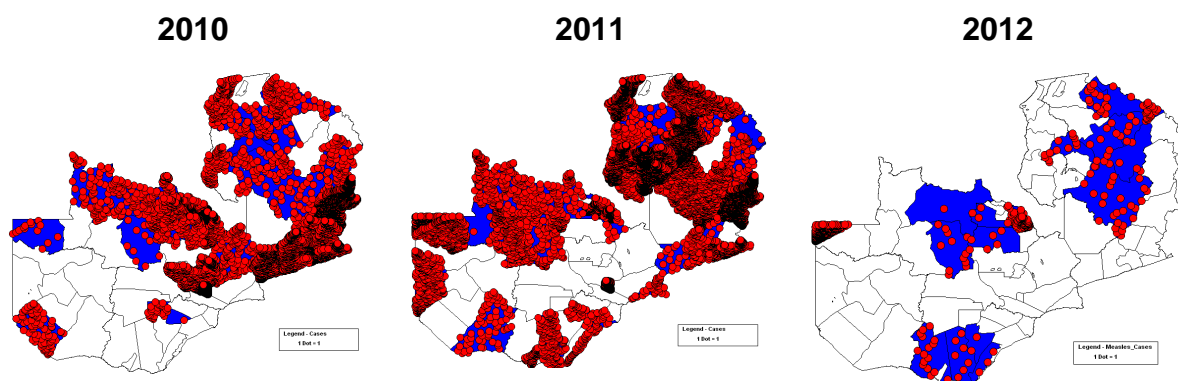 2010
2011
2012
Legend - Cases
1 Dot = 1
Legend - Cases
1 Dot = 1
Legend - Measles_Cases
1 Dot = 1